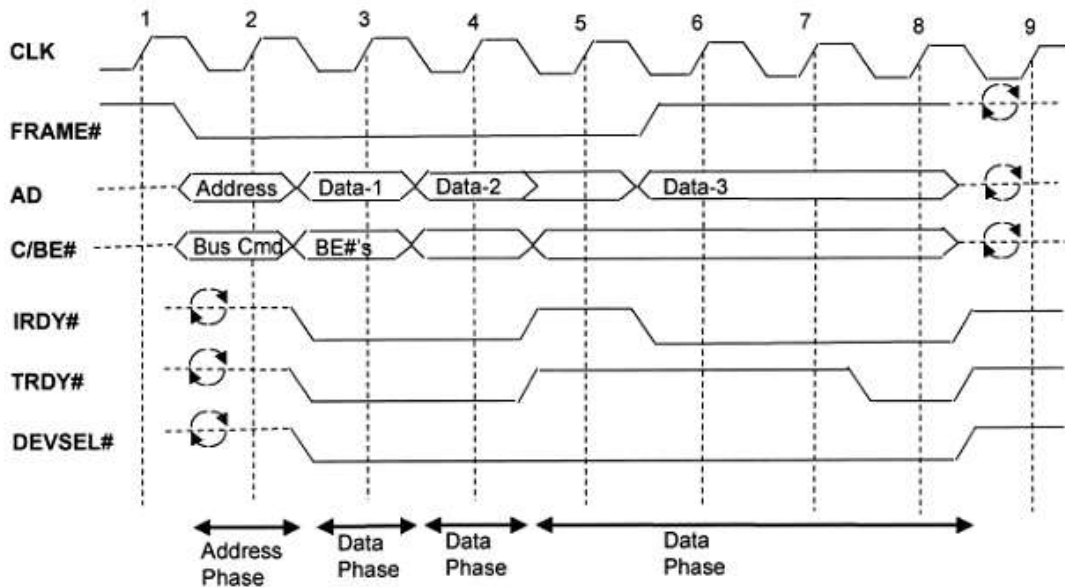 1 2 3 4 5 6 7 8 9
CLK
FRAME#
AD Address Data-1 Data-2 Data-3
C/BE# Bus Cmd BE#'s
IRDY#
TRDY#
DEVSEL#
Address Data Data Data
Phase Phase Phase Phase